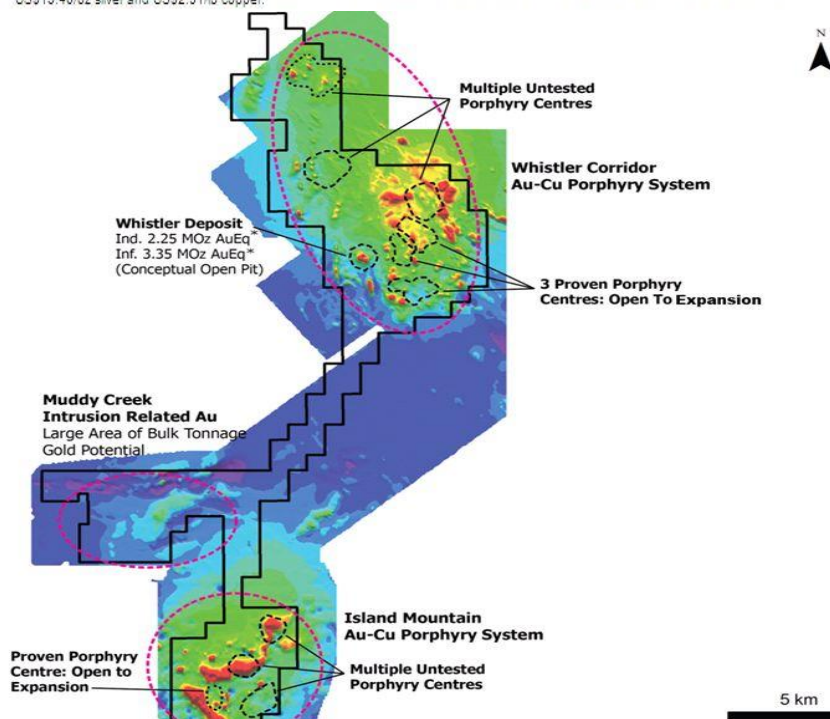 N
Multiple Untested
Porphyry Centres
Whistler Corridor
Au-Cu Porphyry System
Whistler Deposit
Ind. 2.25 MOz AuEq*
Inf. 3.35 MOz AuEq*
(Conceptual Open Pit)
3 Proven Porphyry
Centres: Open To Expansion
Muddy Creek
Intrusion Related Au
Large Area of Bulk Tonnage
Gold Potential
Island Mountain
Au-Cu Porphyry System
Proven Porphyry
Centre: Open to
Expansion
Multiple Untested
Porphyry Centres
5 km